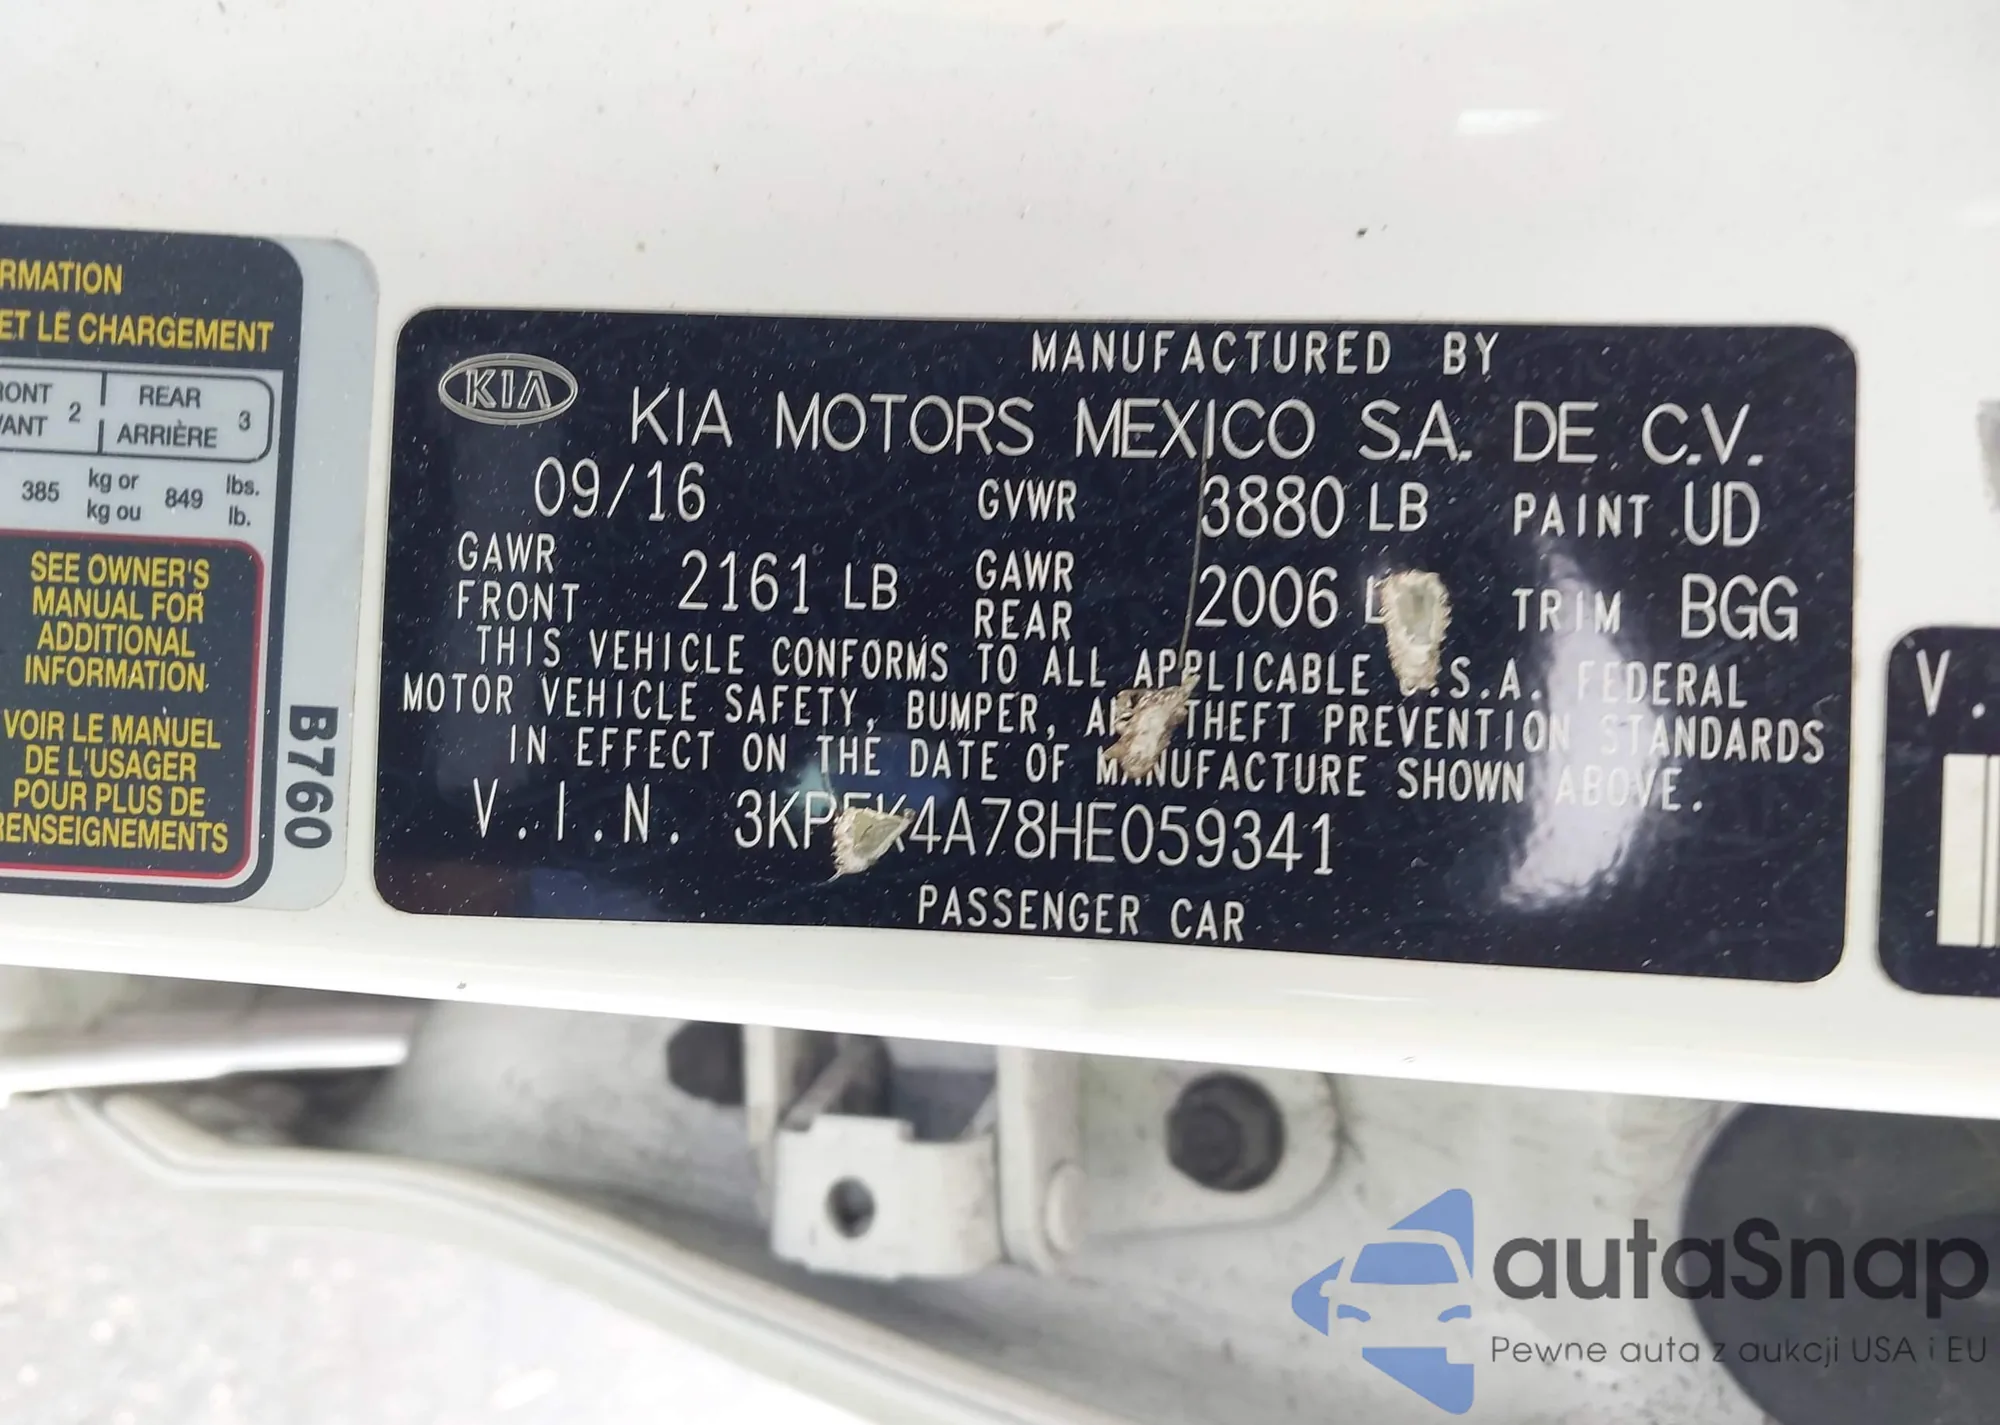 RMATION
ET LE CHARGEMENT
RONT
VANT
2
REAR
ARRIÈRE
3
385 kg or 849 lbs.
kg ou lb.
SEE OWNER'S
MANUAL FOR
ADDITIONAL
INFORMATION.
VOIR LE MANUEL
DE L'USAGER
POUR PLUS DE
RENSEIGNEMENTS
B760
MANUFACTURED BY
KIA
KIA MOTORS MEXICO S.A. DE C.V.
09/16 GVWR 3880 LB PAINT UD
GAWR FRONT 2161 LB GAWR REAR 2006 L TRIM BGG
THIS VEHICLE CONFORMS TO ALL APPLICABLE U.S.A. FEDERAL
MOTOR VEHICLE SAFETY, BUMPER, A THEFT PREVENTION STANDARDS
IN EFFECT ON THE DATE OF MANUFACTURE SHOWN ABOVE.
V.I.N. 3KPFK4A78HE059341
PASSENGER CAR
V.
autaSnap
Pewne auta z aukcji USA i EU